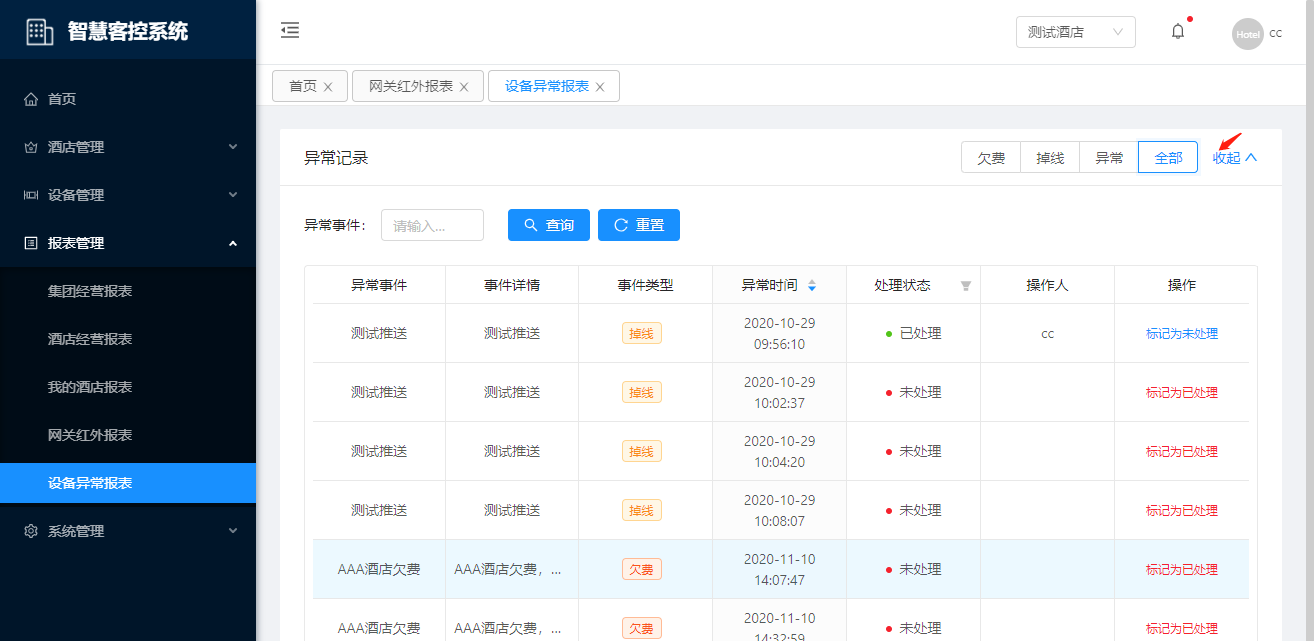 智慧客控系统
测试酒店
Hotel cc
首页 网关红外报表 设备异常报表
首页
酒店管理
设备管理
报表管理
集团经营报表
酒店经营报表
我的酒店报表
网关红外报表
设备异常报表
系统管理
异常记录
欠费 掉线 异常 全部 收起
异常事件: 请输入... 查询 重置
异常事件 事件详情 事件类型 异常时间 处理状态 操作人 操作
测试推送 测试推送 掉线 2020-10-29 09:56:10 已处理 cc 标记为未处理
测试推送 测试推送 掉线 2020-10-29 10:02:37 未处理 标记为已处理
测试推送 测试推送 掉线 2020-10-29 10:04:20 未处理 标记为已处理
测试推送 测试推送 掉线 2020-10-29 10:08:07 未处理 标记为已处理
AAA酒店欠费 AAA酒店欠费，... 欠费 2020-11-10 14:07:47 未处理 标记为已处理
AAA酒店欠费 AAA酒店欠费，... 欠费 2020-11-10 14:32:59 未处理 标记为已处理